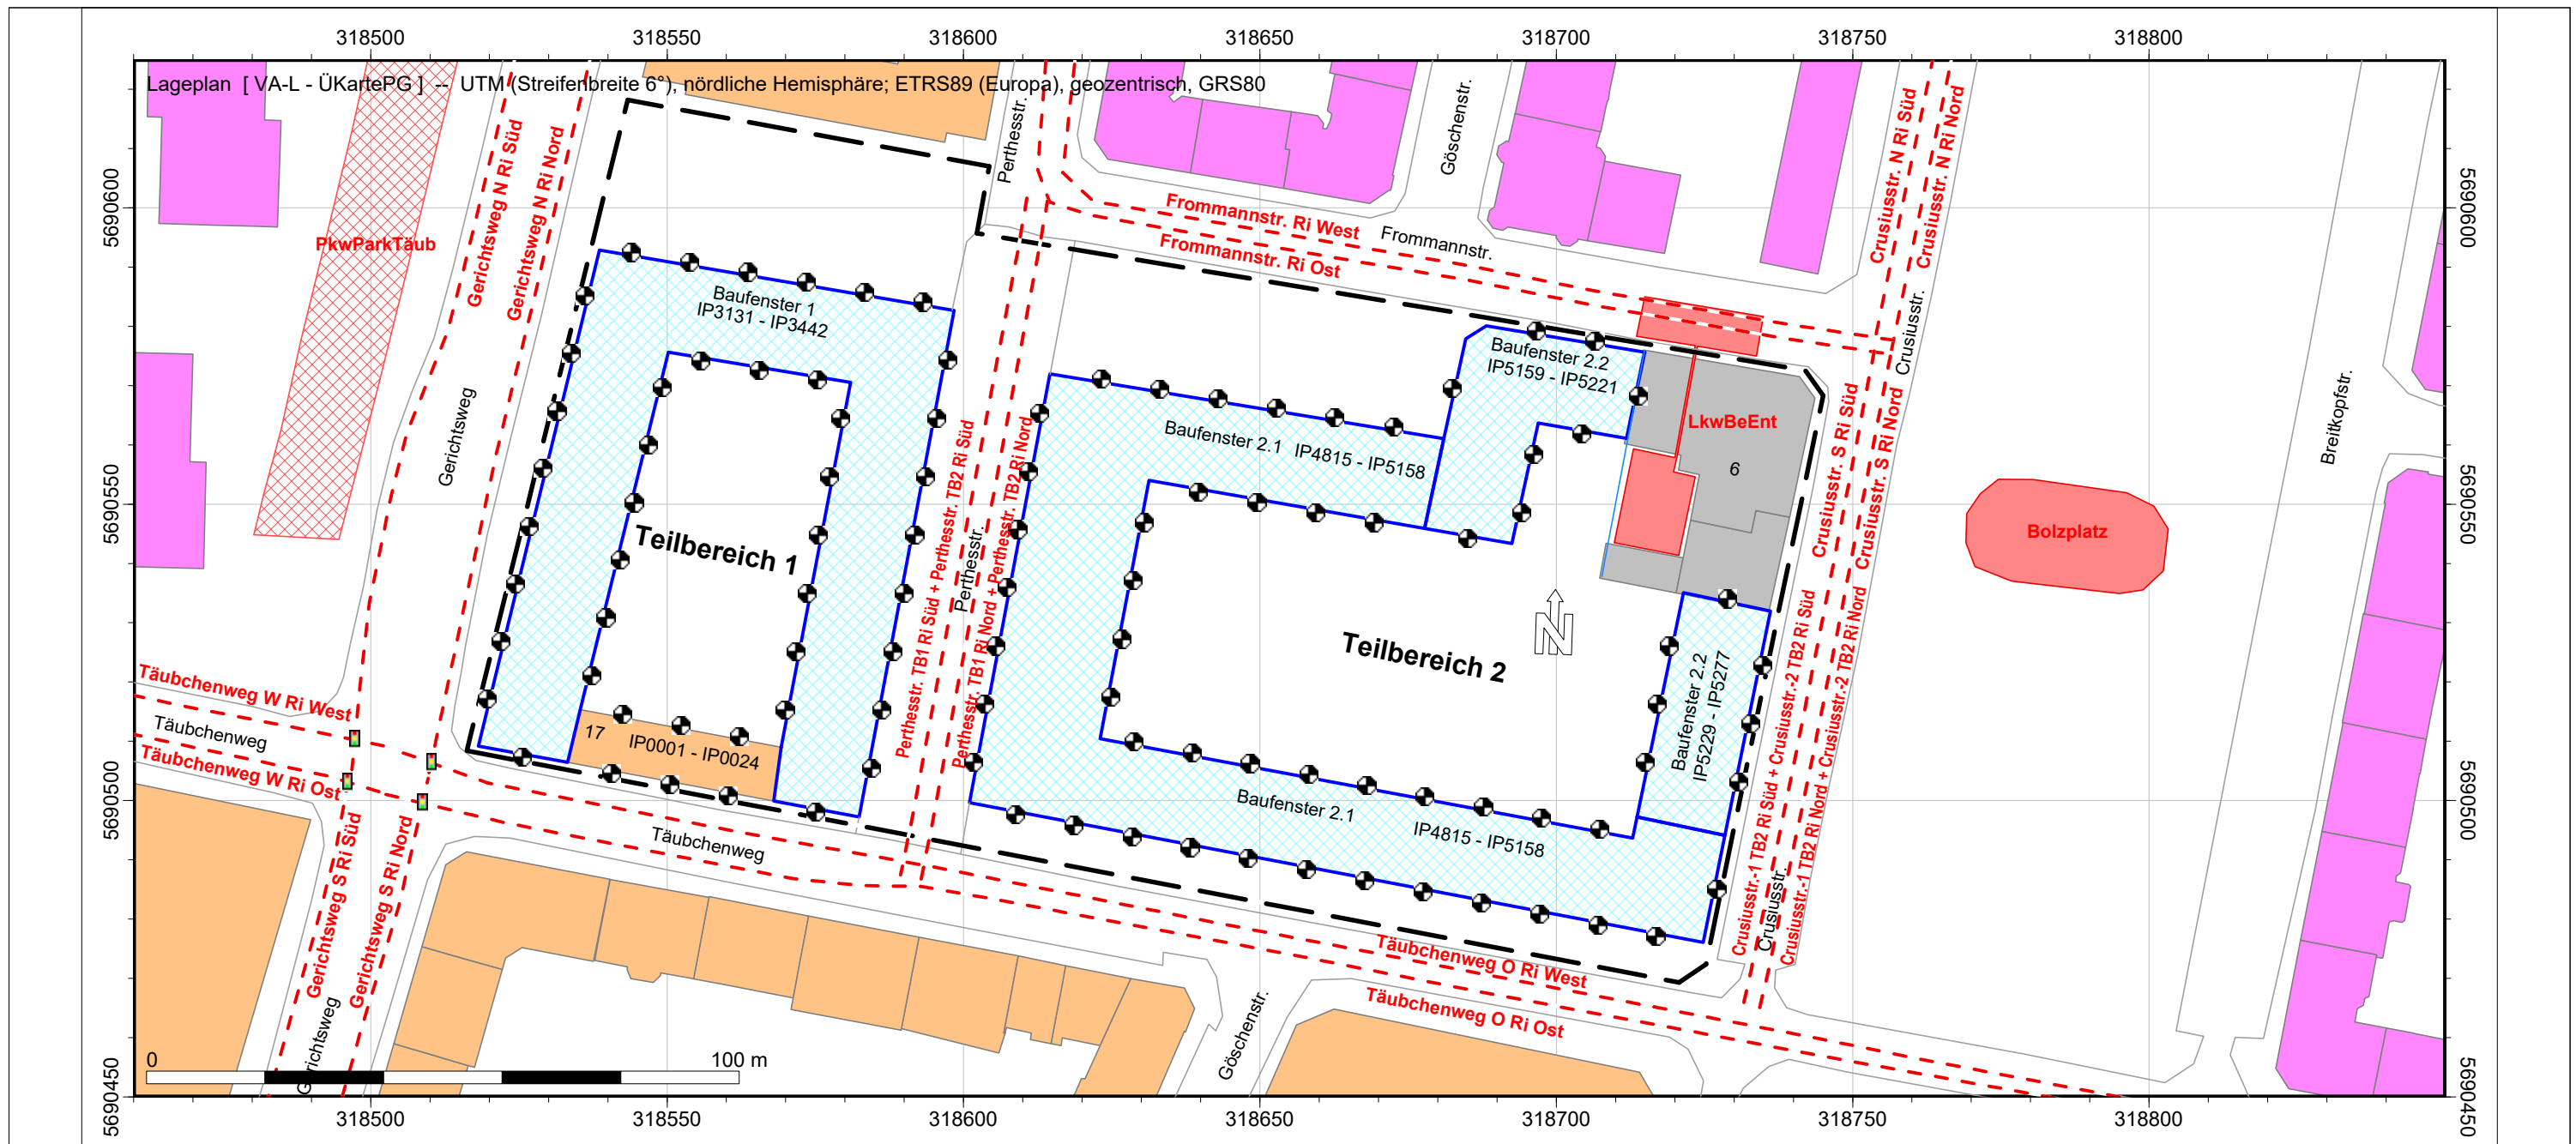 318500
318550
318600
318650
318700
318750
318800
Lageplan [ VA-L - ÜKartePG ] -- UTM (Streifenbreite 6°), nördliche Hemisphäre; ETRS89 (Europa), geozentrisch, GRS80
5690600
5690550
5690500
5690450
5690600
5690550
5690500
5690450
PkwParkTäub
Gerichtsweg N Ri Süd
Gerichtsweg N Ri Nord
Gerichtsweg
Perthesstr.
Göschenstr.
Frommannstr. Ri West
Frommannstr.
Frommannstr. Ri Ost
Crusiusstr. N Ri Süd
Crusiusstr. N Ri Nord
Crusiusstr.
Breitkopfstr.
Baufenster 1
IP3131 - IP3442
Teilbereich 1
17
IP0001 - IP0024
Perthesstr. TB1 Ri Süd + Perthesstr. TB2 Ri Süd
Perthesstr.
Perthesstr. TB1 Ri Nord + Perthesstr. TB2 Ri Nord
Baufenster 2.1 IP4815 - IP5158
Baufenster 2.2
IP5159 - IP5221
LkwBeEnt
6
Bolzplatz
Crusiusstr. S Ri Süd
Crusiusstr. S Ri Nord
Teilbereich 2
N
Baufenster 2.2
IP5229 - IP5277
Baufenster 2.1
IP4815 - IP5158
Crusiusstr.-1 TB2 Ri Süd + Crusiusstr.-2 TB2 Ri Süd
Crusiusstr.
Crusiusstr.-1 TB2 Ri Nord + Crusiusstr.-2 TB2 Ri Nord
Täubchenweg W Ri West
Täubchenweg
Täubchenweg W Ri Ost
Gerichtsweg S Ri Süd
Gerichtsweg S Ri Nord
Gerichtsweg
Täubchenweg
Täubchenweg O Ri West
Täubchenweg O Ri Ost
Göschenstr.
0
100 m
318500
318550
318600
318650
318700
318750
318800